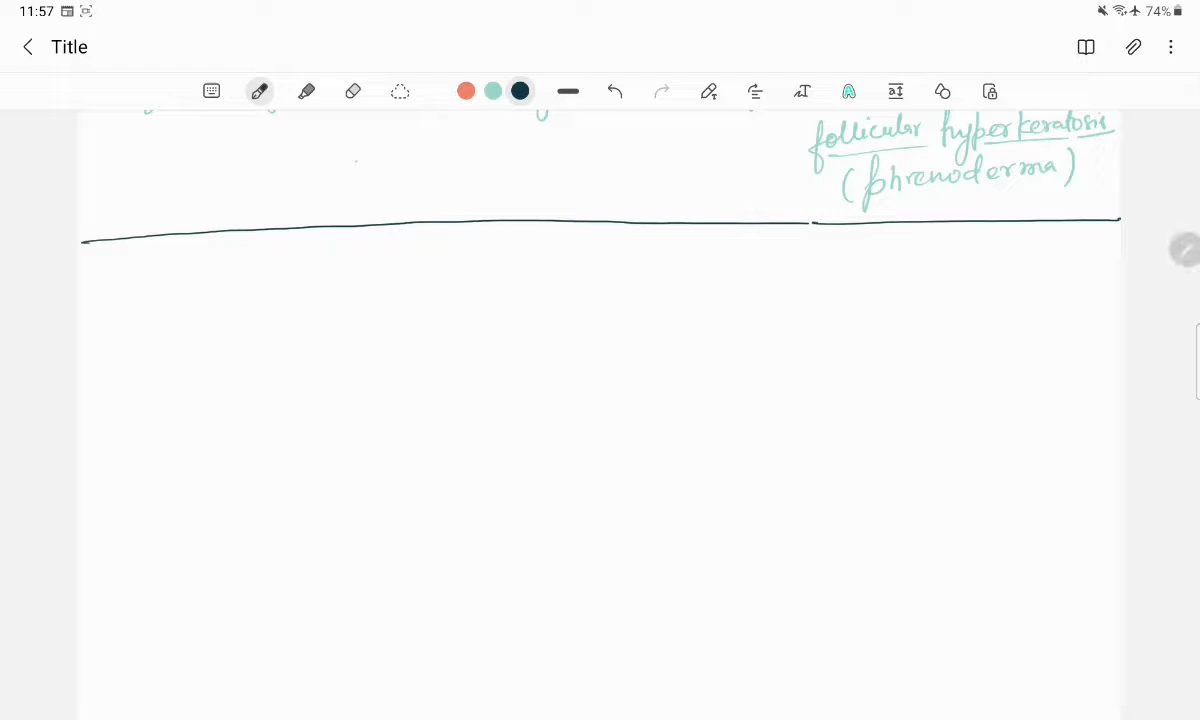 11:57 74%
Title
follicular hyperkeratosis
(phrenoderma)